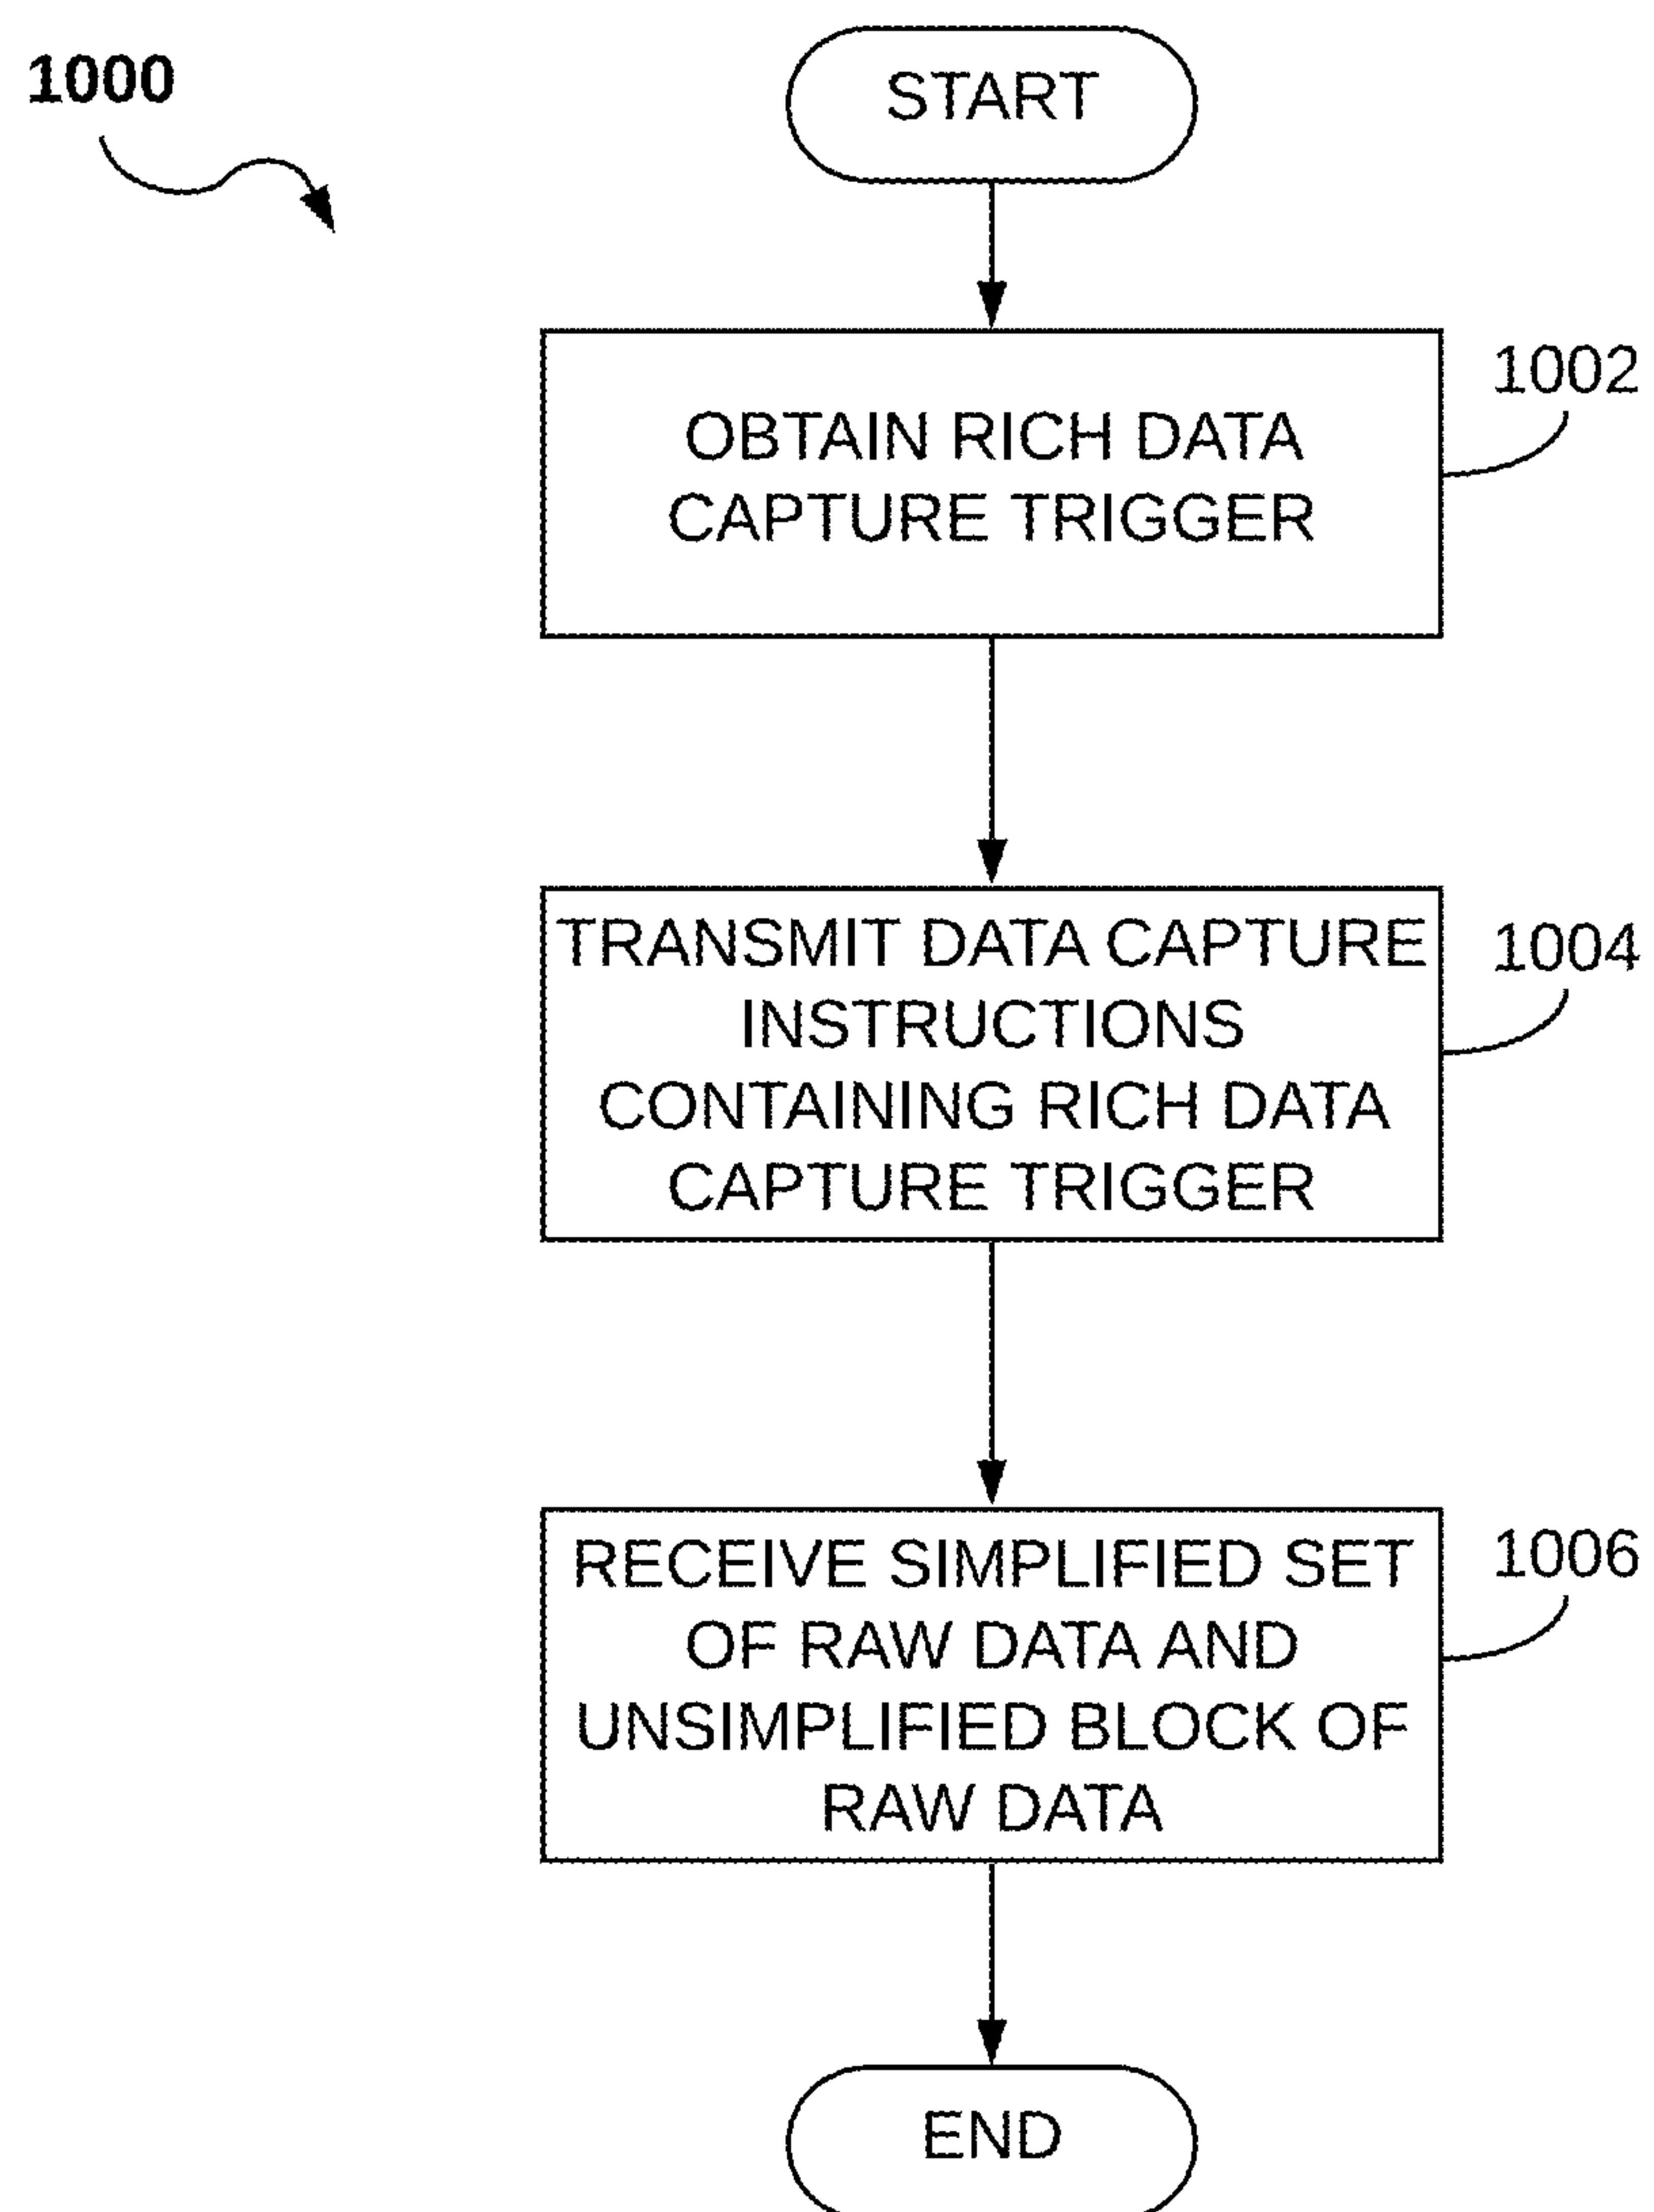 1000
START
1002
OBTAIN RICH DATA
CAPTURE TRIGGER
1004
TRANSMIT DATA CAPTURE
INSTRUCTIONS
CONTAINING RICH DATA
CAPTURE TRIGGER
1006
RECEIVE SIMPLIFIED SET
OF RAW DATA AND
UNSIMPLIFIED BLOCK OF
RAW DATA
END